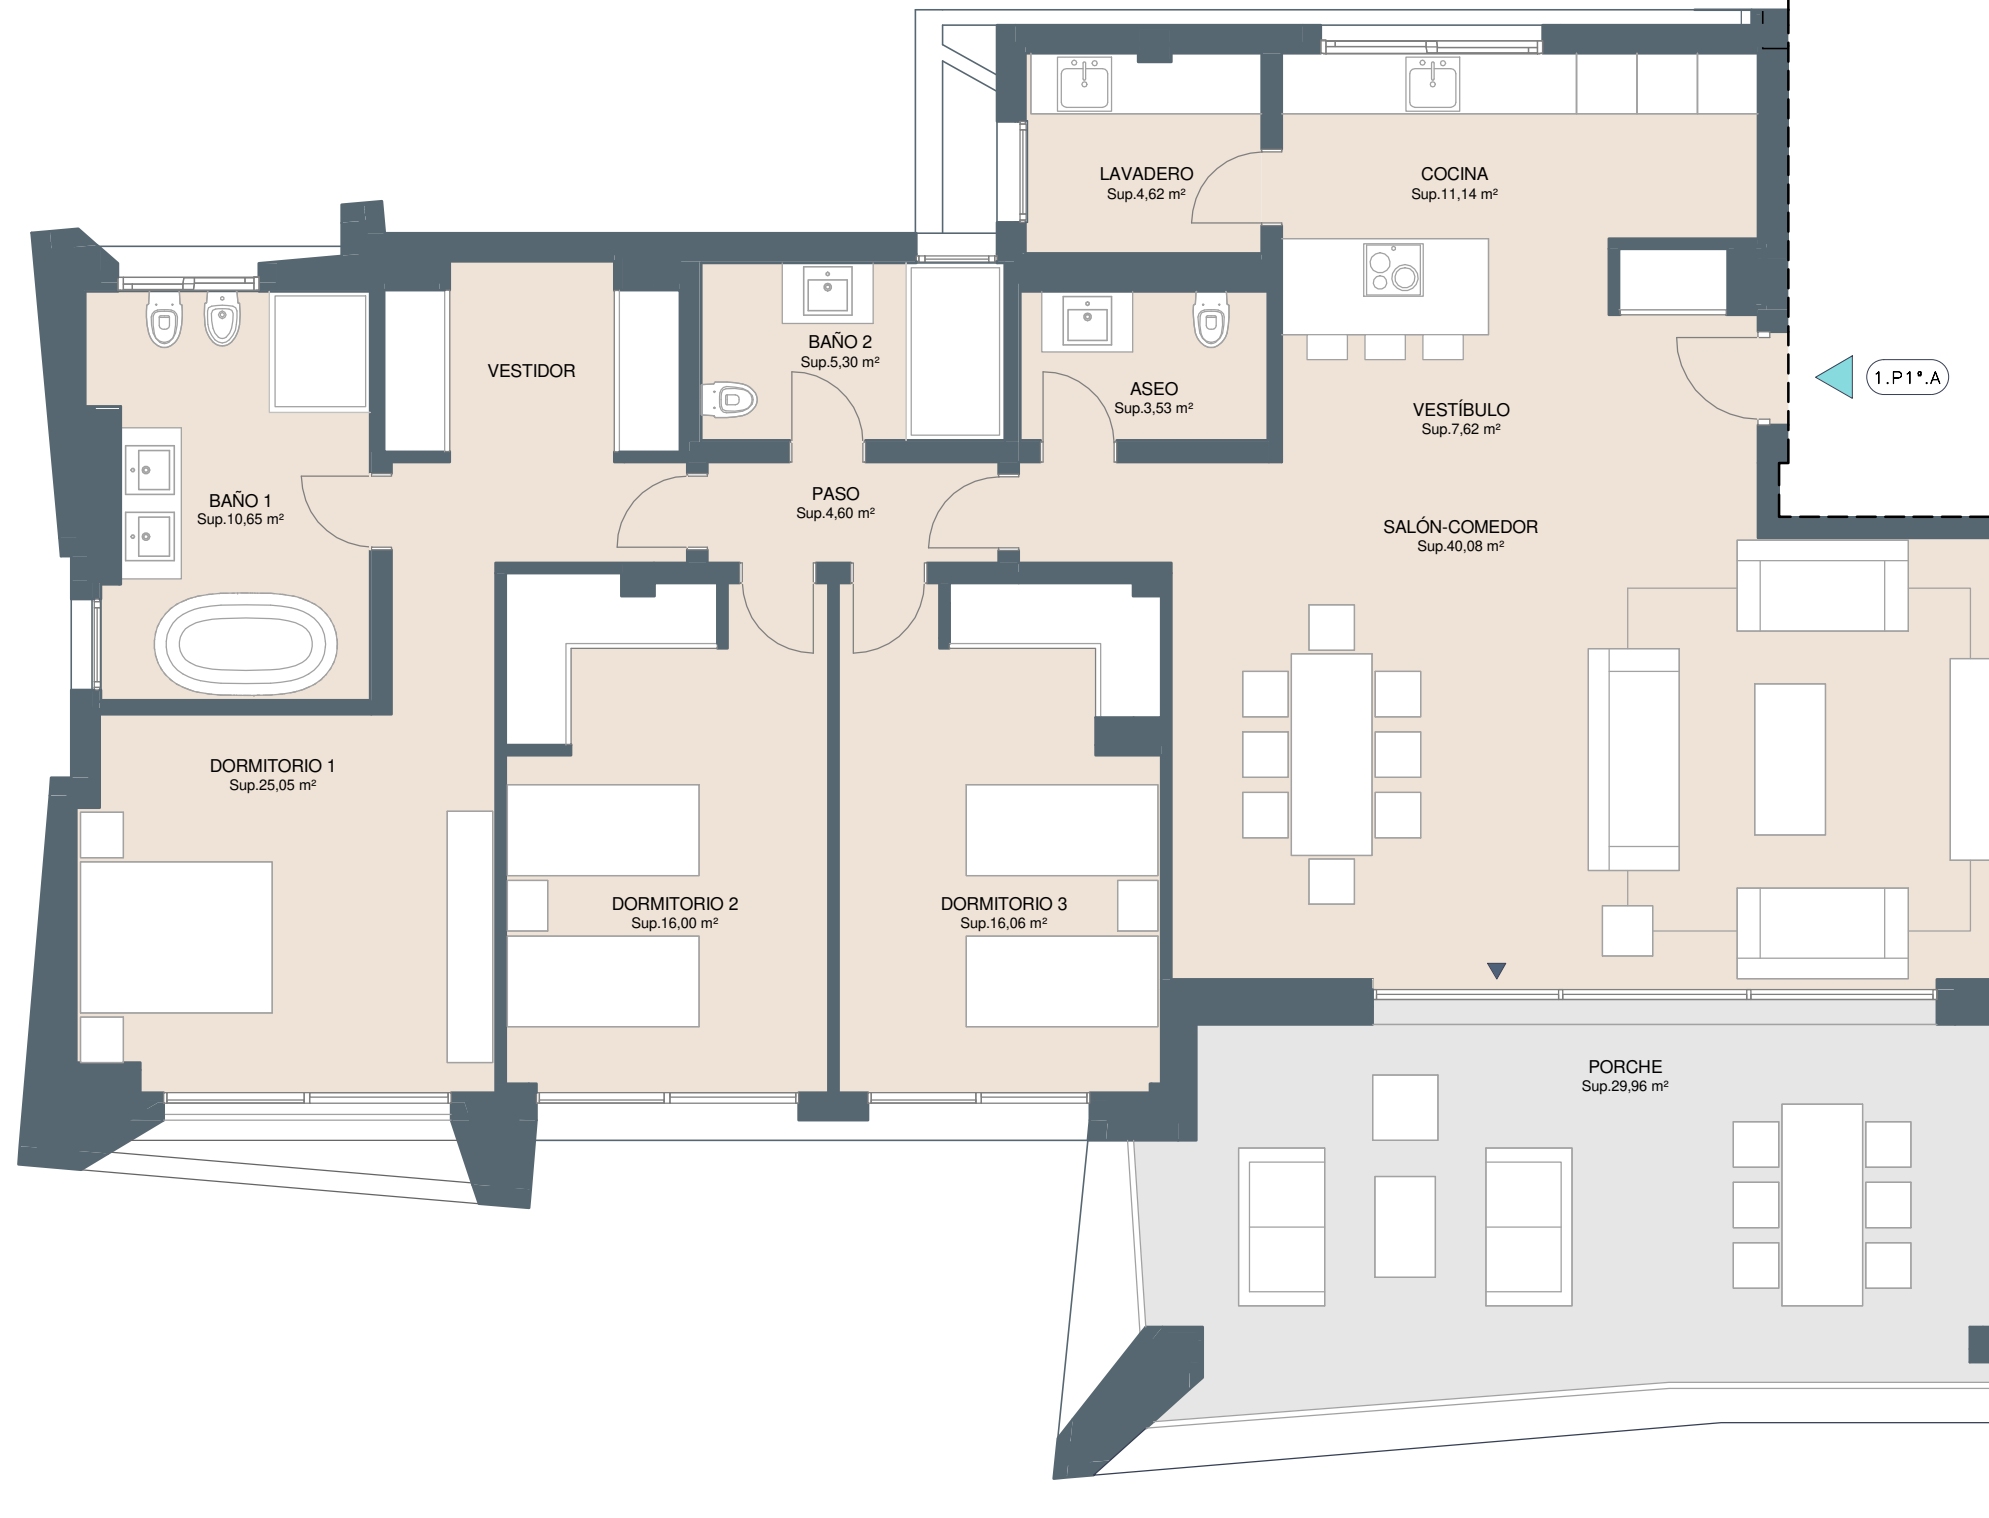 LAVADERO
Sup.4,62 m²
COCINA
Sup.11,14 m²
BAÑO 2
Sup.5,30 m²
VESTIDOR
ASEO
Sup.3,53 m²
1.P1ª.A
VESTÍBULO
Sup.7,62 m²
BAÑO 1
Sup.10,65 m²
PASO
Sup.4,60 m²
SALÓN-COMEDOR
Sup.40,08 m²
DORMITORIO 1
Sup.25,05 m²
DORMITORIO 2
Sup.16,00 m²
DORMITORIO 3
Sup.16,06 m²
PORCHE
Sup.29,96 m²